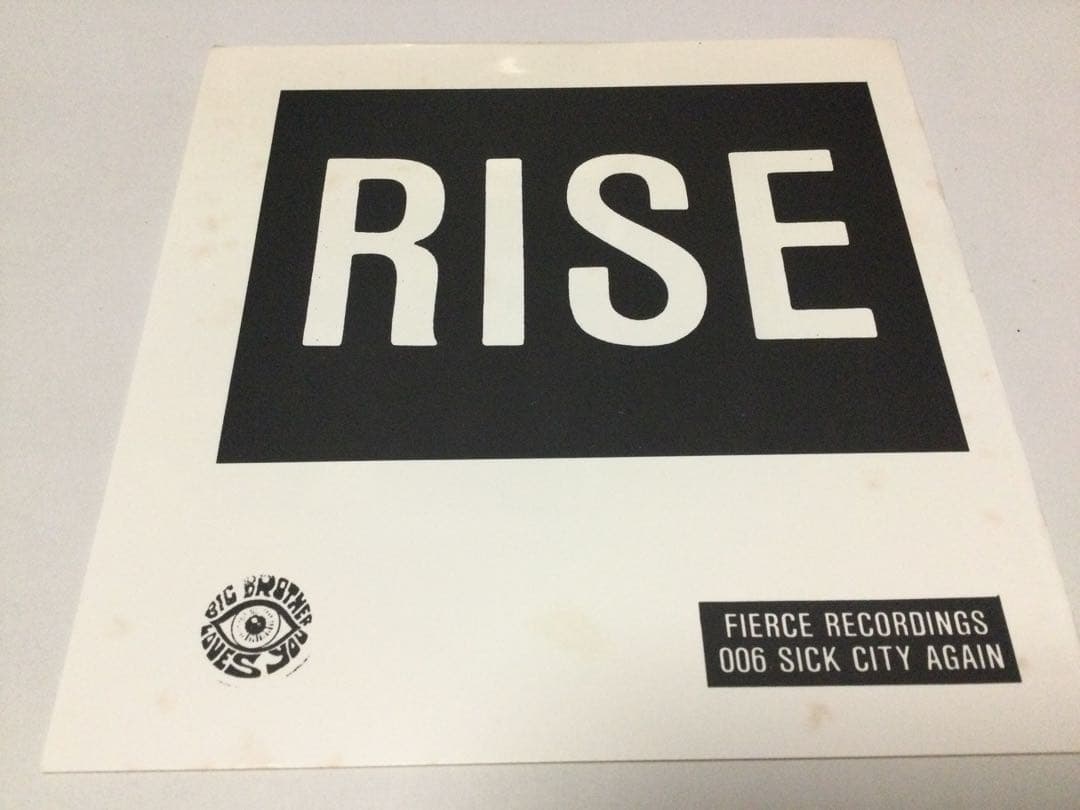 RISE
BIG BROTHER
LOVES YOU
FIERCE RECORDINGS
006 SICK CITY AGAIN